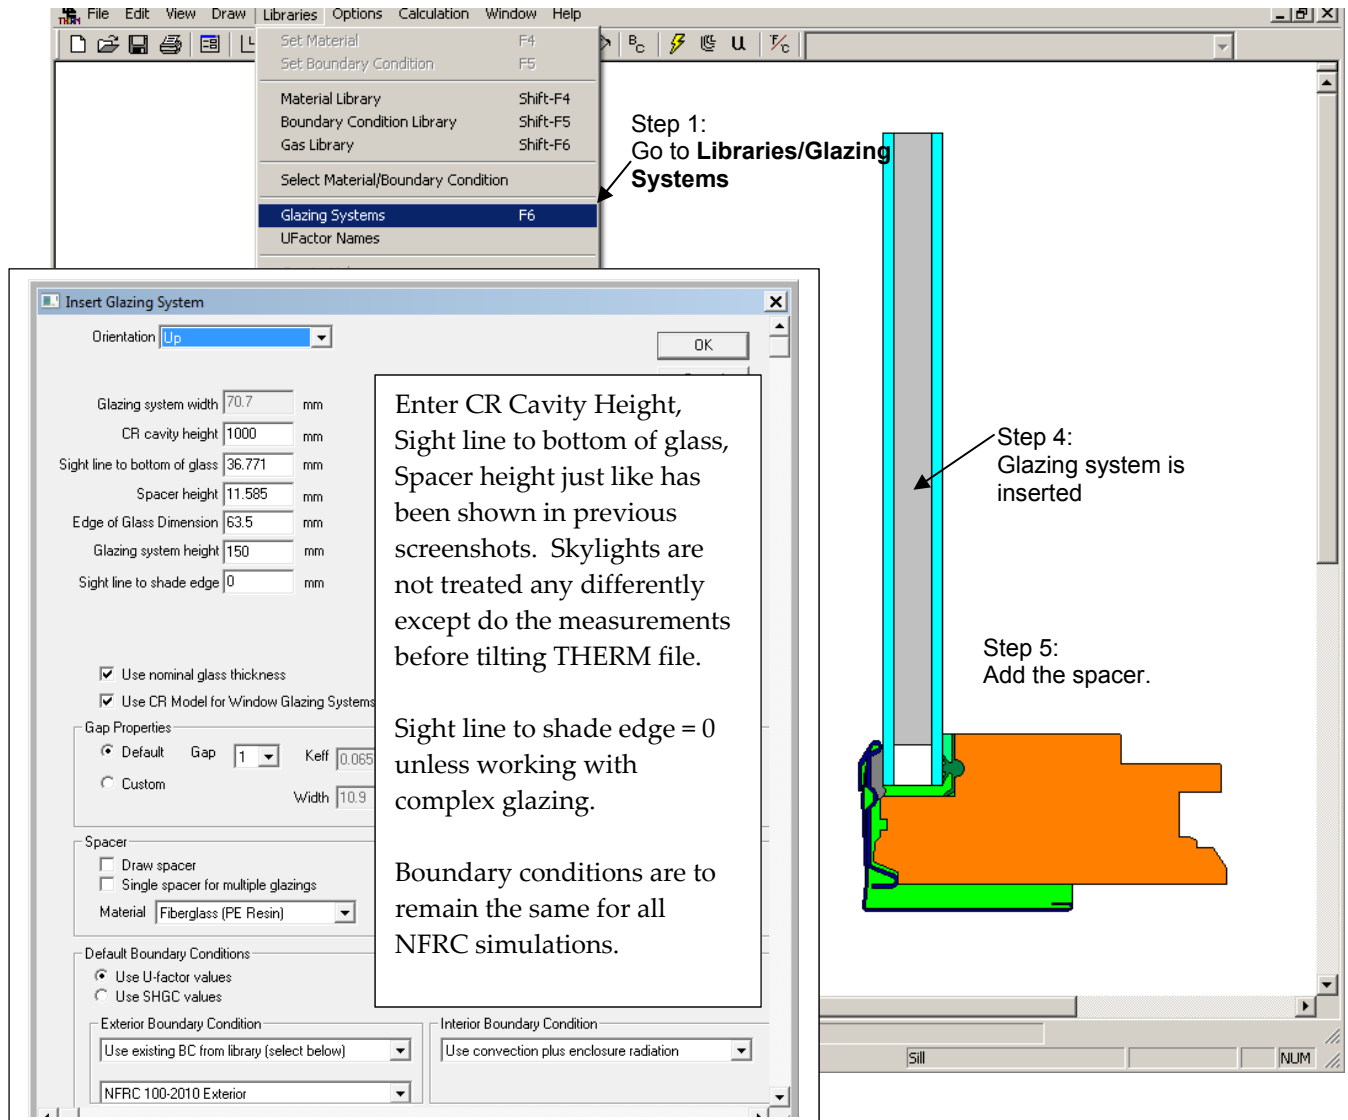 File Edit View Draw Libraries Options Calculation Window Help
Set Material F4
Set Boundary Condition F5
Material Library Shift-F4
Boundary Condition Library Shift-F5
Gas Library Shift-F6
Select Material/Boundary Condition
Glazing Systems F6
UFactor Names
Step 1:
Go to Libraries/Glazing
Systems
Insert Glazing System
Orientation Up
OK
Glazing system width 70.7 mm
CR cavity height 1000 mm
Sight line to bottom of glass 36.771 mm
Spacer height 11.585 mm
Edge of Glass Dimension 63.5 mm
Glazing system height 150 mm
Sight line to shade edge 0 mm
Use nominal glass thickness
Use CR Model for Window Glazing Systems
Gap Properties
Default Gap 1 Keff 0.065
Custom
Width 10.9
Spacer
Draw spacer
Single spacer for multiple glazings
Material Fiberglass (PE Resin)
Default Boundary Conditions
Use U-factor values
Use SHGC values
Exterior Boundary Condition
Use existing BC from library (select below)
NFRC 100-2010 Exterior
Interior Boundary Condition
Use convection plus enclosure radiation
Enter CR Cavity Height,
Sight line to bottom of glass,
Spacer height just like has
been shown in previous
screenshots. Skylights are
not treated any differently
except do the measurements
before tilting THERM file.
Sight line to shade edge = 0
unless working with
complex glazing.
Boundary conditions are to
remain the same for all
NFRC simulations.
Step 4:
Glazing system is
inserted
Step 5:
Add the spacer.
Sill
NUM